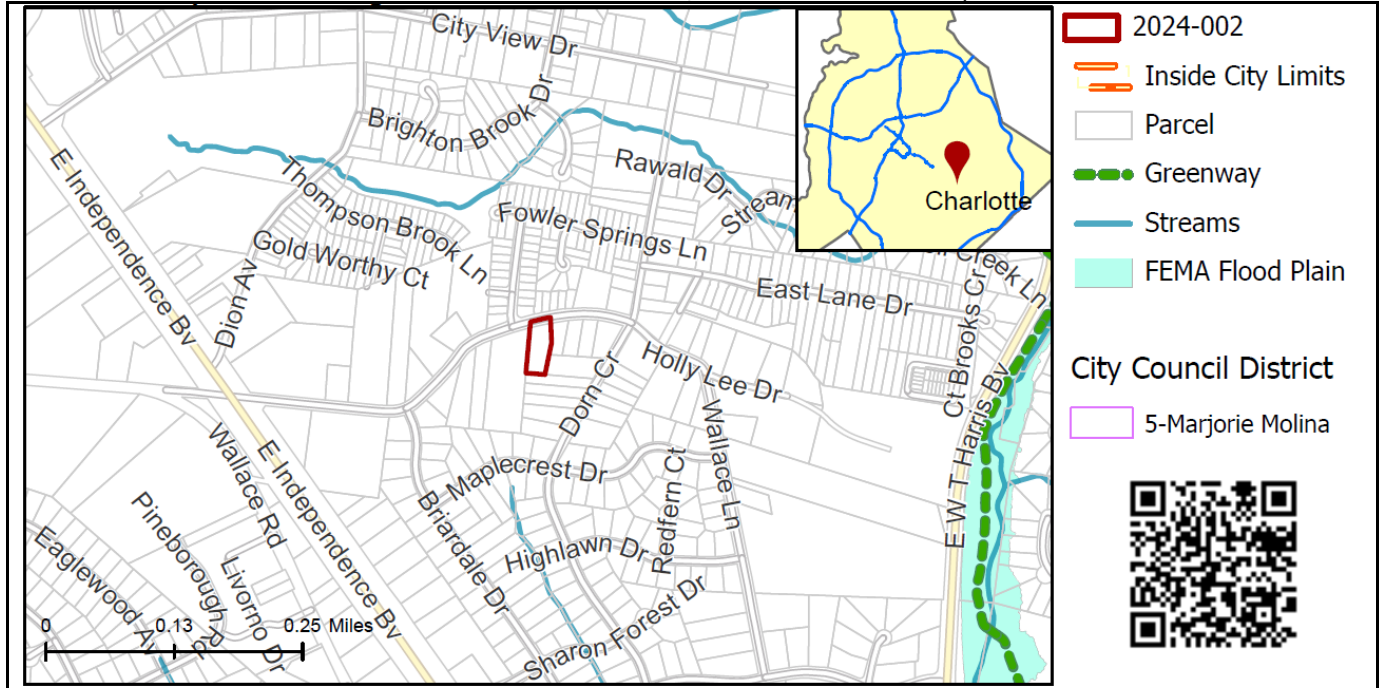 City View Dr
Brighton Brook Dr
Rawald Dr
E Independence Bv
Thompson Brook Ln
Fowler Springs Ln
Gold Worthy Ct
Dion Av
East Lane Dr
Creek Ln
Ct Brooks Cr
Holly Lee Dr
Dorn Cr
Wallace Ln
E W T Harris Bv
Wallace Rd
E Independence Bv
Maplecrest Dr
Redfern Ct
Briardale Dr
Highlawn Dr
Pineborough Rd
Livorno Dr
Eaglewood Av
Sharon Forest Dr
0 0.13 0.25 Miles
Charlotte
2024-002
Inside City Limits
Parcel
Greenway
Streams
FEMA Flood Plain
City Council District
5-Marjorie Molina